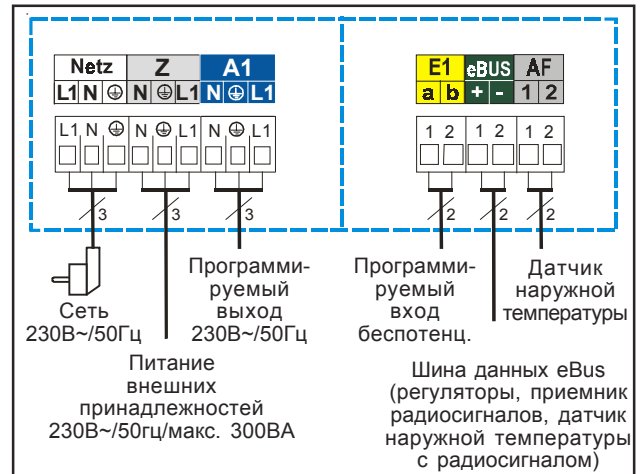 Netz Z A1
L1 N ⏚ N ⏚ L1 N ⏚ L1
L1 N ⏚ N ⏚ L1 N ⏚ L1
3 3 3
E1 eBUS AF
a b + - 1 2
1 2 1 2 1 2
2 2 2
Сеть
230В~/50Гц
Программи-
руемый
выход
230В~/50Гц
Питание
внешних
принадлежностей
230В~/50гц/макс. 300ВА
Программи-
руемый
вход
беспотенц.
Датчик
наружной
температуры
Шина данных eBus
(регуляторы, приемник
радиосигналов, датчик
наружной температуры
с радиосигналом)